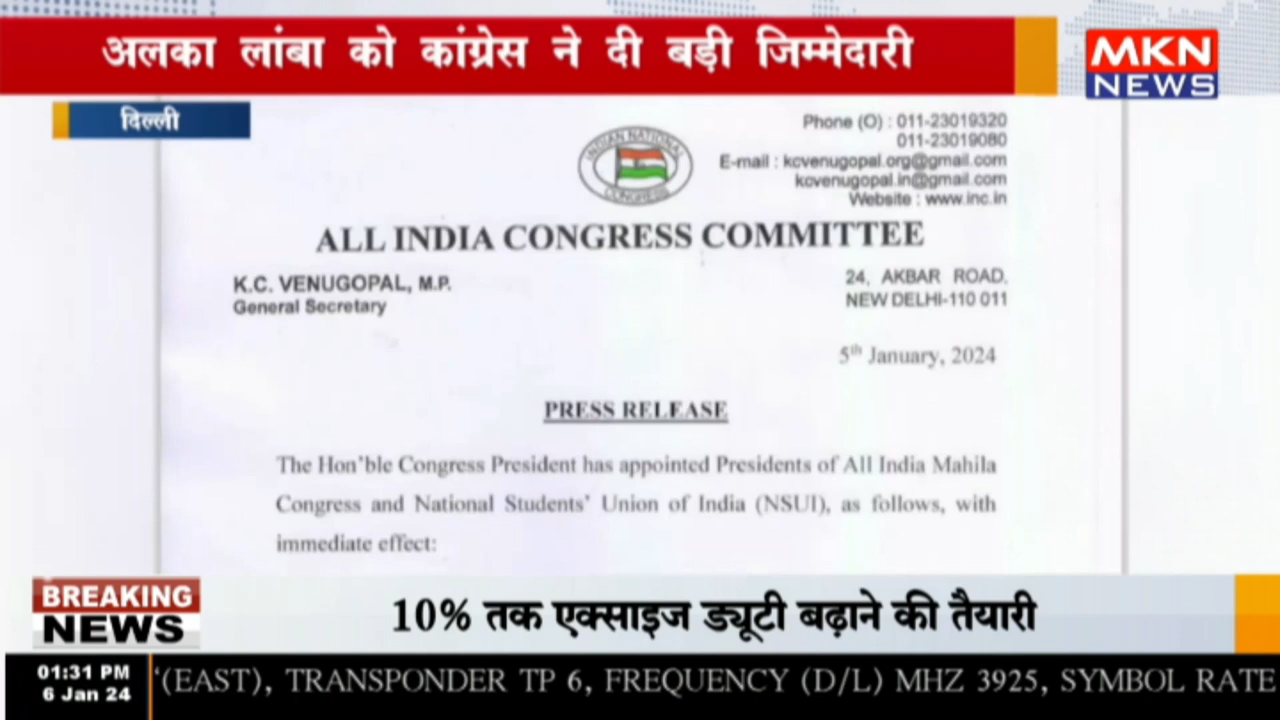 अलका लांबा को कांग्रेस ने दी बड़ी जिम्मेदारी
MKN
NEWS
दिल्ली
Phone (O) : 011-23019320
011-23019080
E-mail : kcvenugopal.org@gmail.com
kcvenugopal.in@gmail.com
Website : www.inc.in
INDIAN NATIONAL
CONGRESS
ALL INDIA CONGRESS COMMITTEE
K.C. VENUGOPAL, M.P.
General Secretary
24, AKBAR ROAD,
NEW DELHI-110 011
5th January, 2024
PRESS RELEASE
The Hon'ble Congress President has appointed Presidents of All India Mahila
Congress and National Students' Union of India (NSUI), as follows, with
immediate effect:
BREAKING
NEWS
10% तक एक्साइज ड्यूटी बढ़ाने की तैयारी
01:31 PM
6 Jan 24
'(EAST), TRANSPONDER TP 6, FREQUENCY (D/L) MHZ 3925, SYMBOL RATE